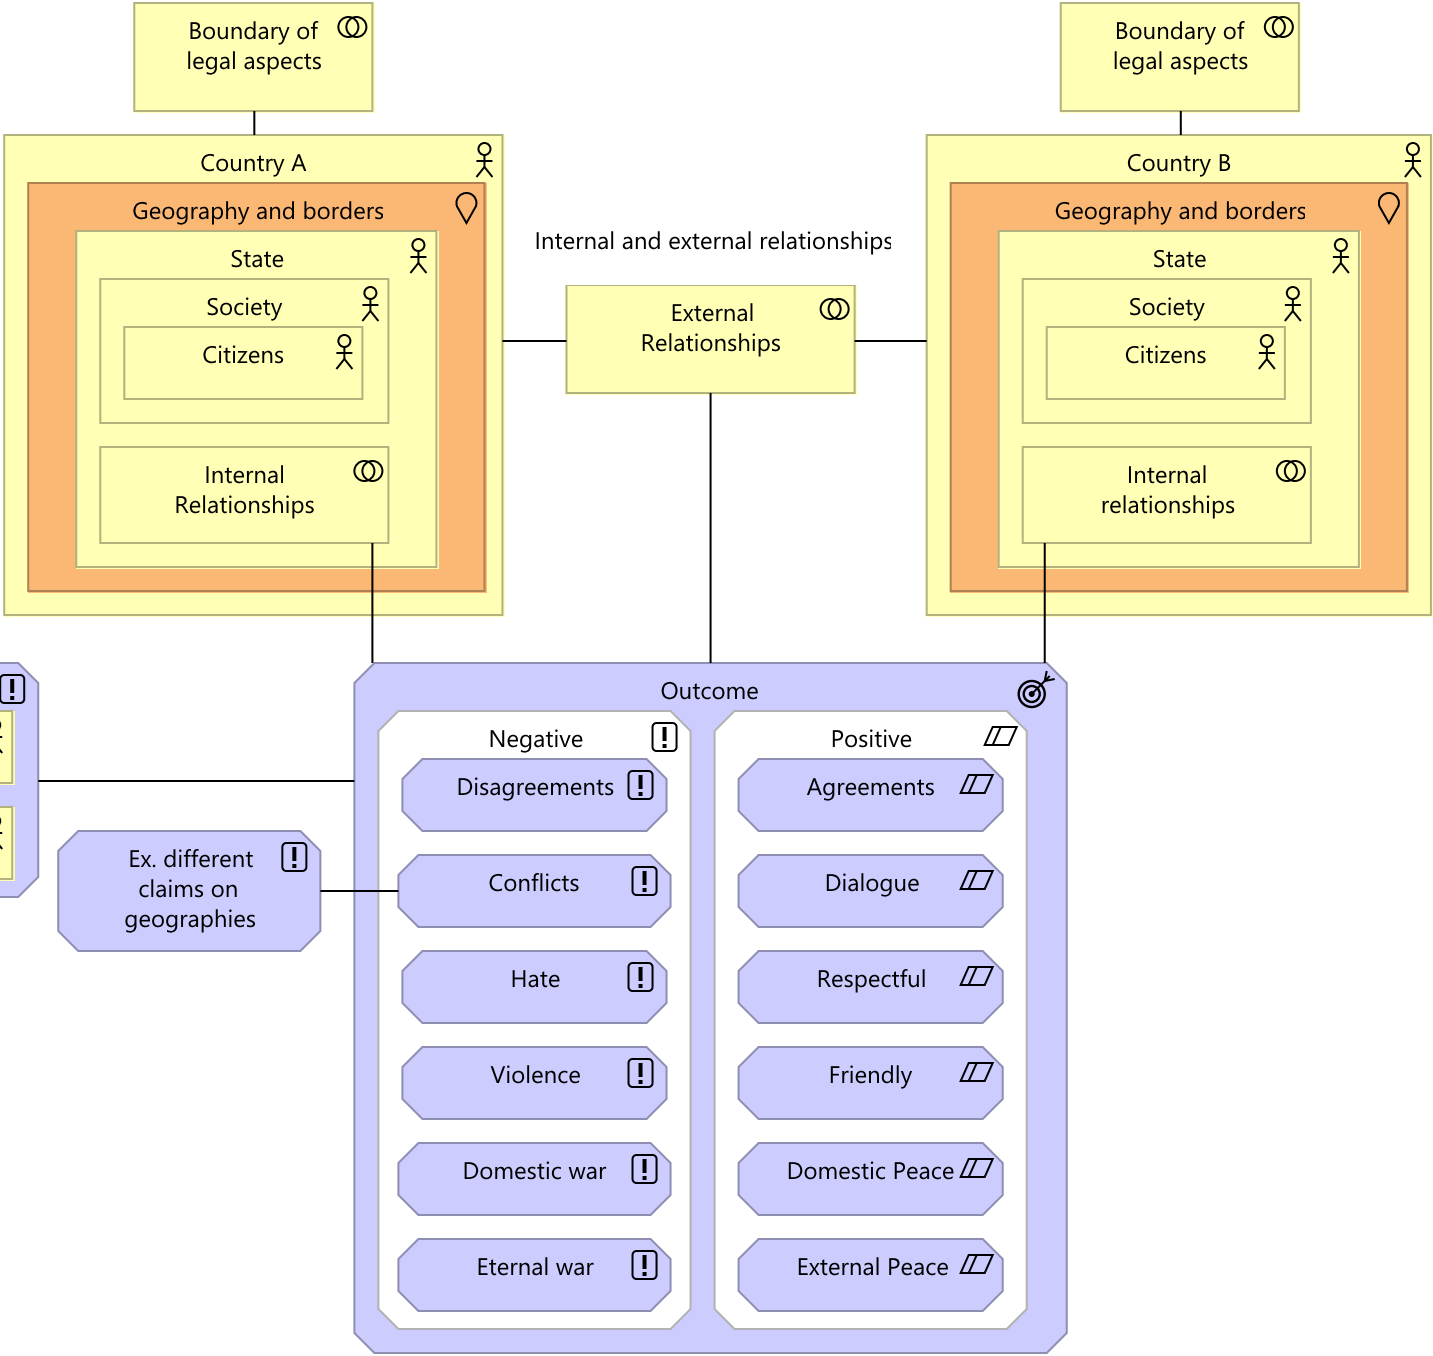 Boundary of
legal aspects
Boundary of
legal aspects
Country A
Geography and borders
State
Society
Citizens
Internal
Relationships
Internal and external relationships
External
Relationships
Country B
Geography and borders
State
Society
Citizens
Internal
relationships
Outcome
Negative
Disagreements
Conflicts
Hate
Violence
Domestic war
Eternal war
Positive
Agreements
Dialogue
Respectful
Friendly
Domestic Peace
External Peace
Ex. different
claims on
geographies